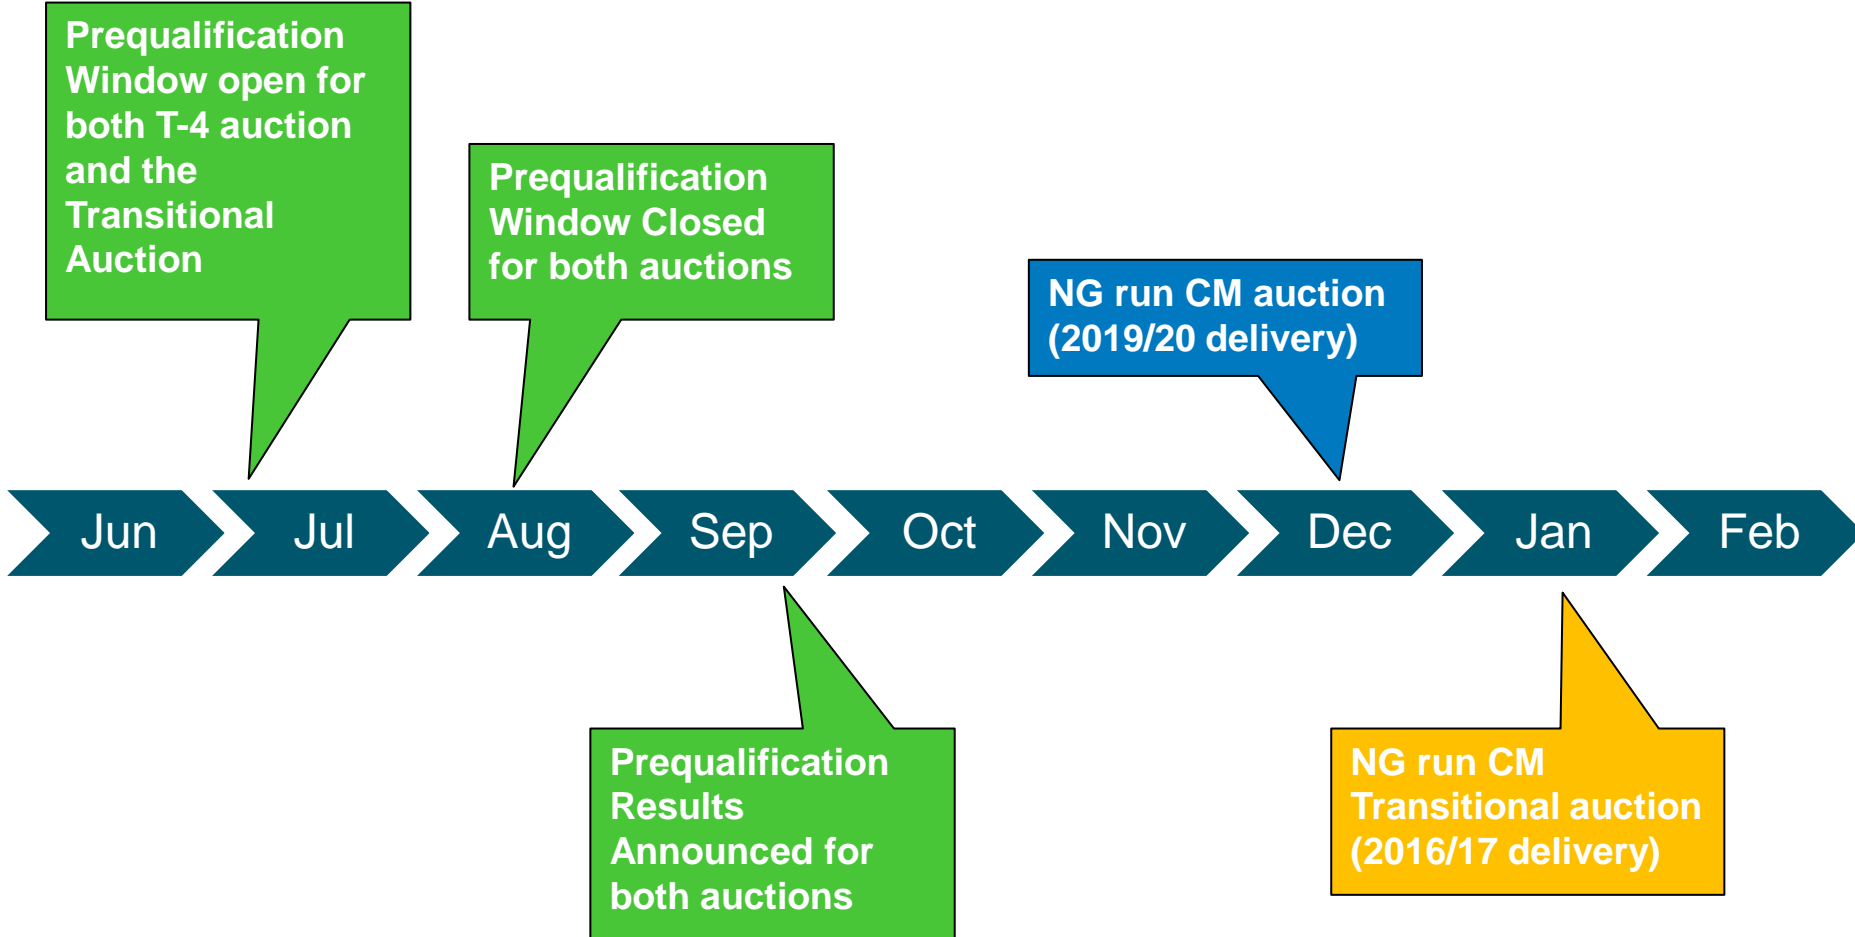 Prequalification
Window open for
both T-4 auction
and the
Transitional
Auction
Prequalification
Window Closed
for both auctions
NG run CM auction
(2019/20 delivery)
Jun
Jul
Aug
Sep
Oct
Nov
Dec
Jan
Feb
Prequalification
Results
Announced for
both auctions
NG run CM
Transitional auction
(2016/17 delivery)